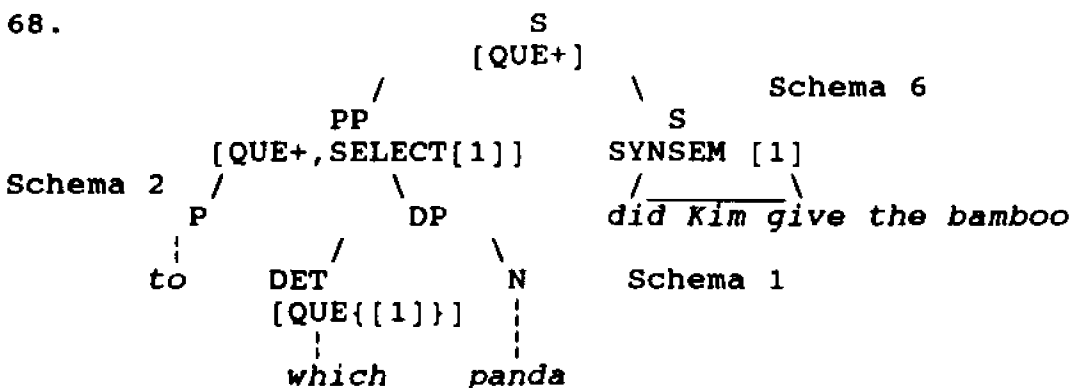 68. S
[QUE+]
/ \ Schema 6
PP S
[QUE+,SELECT[1]] SYNSEM [1]
Schema 2 / \ / \
P DP did Kim give the bamboo
to / \
DET N Schema 1
[QUE{[1]}]
which panda